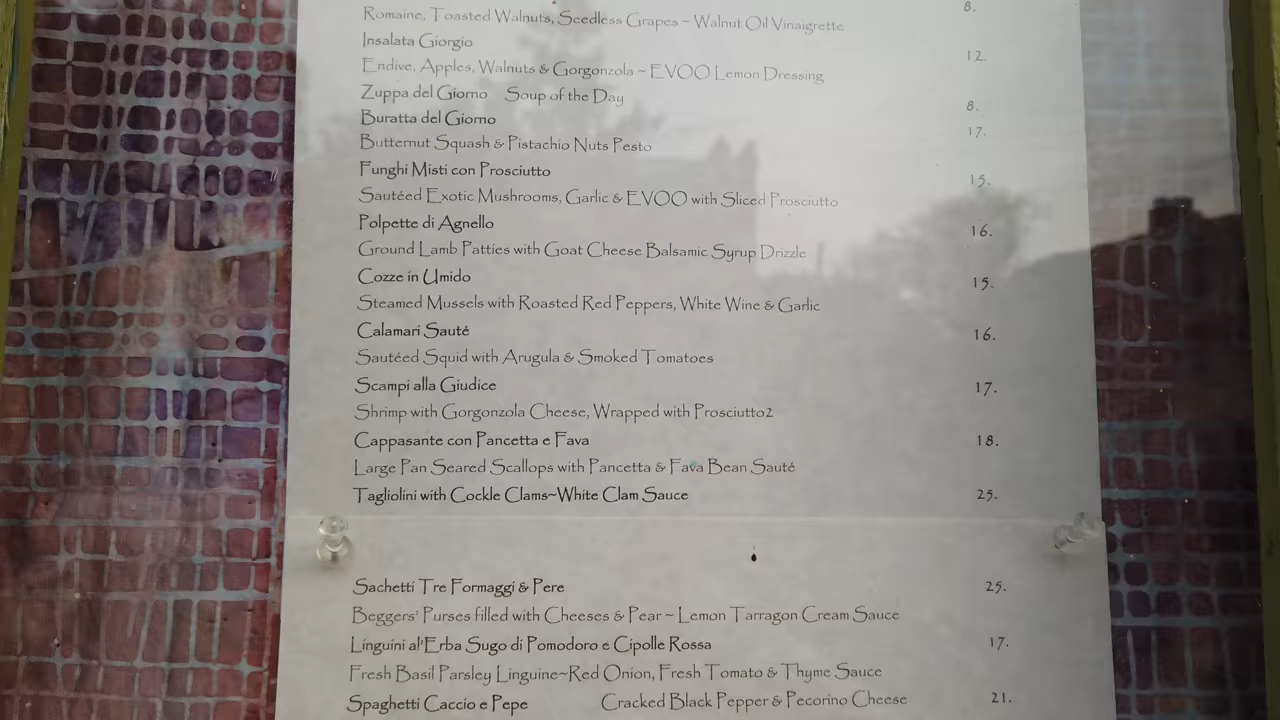 Romaine, Toasted Walnuts, Seedless Grapes ~ Walnut Oil Vinaigrette 8.
Insalata Giorgio 12.
Endive, Apples, Walnuts & Gorgonzola ~ EVOO Lemon Dressing
Zuppa del Giorno Soup of the Day 8.
Buratta del Giorno 17.
Butternut Squash & Pistachio Nuts Pesto
Funghi Misti con Prosciutto 15.
Sautéed Exotic Mushrooms, Garlic & EVOO with Sliced Prosciutto
Polpette di Agnello 16.
Ground Lamb Patties with Goat Cheese Balsamic Syrup Drizzle
Cozze in Umido 15.
Steamed Mussels with Roasted Red Peppers, White Wine & Garlic
Calamari Sauté 16.
Sautéed Squid with Arugula & Smoked Tomatoes
Scampi alla Giudice 17.
Shrimp with Gorgonzola Cheese, Wrapped with Prosciutto2
Cappasante con Pancetta e Fava 18.
Large Pan Seared Scallops with Pancetta & Fava Bean Sauté
Tagliolini with Cockle Clams~White Clam Sauce 25.
Sachetti Tre Formaggi & Pere 25.
Beggers' Purses filled with Cheeses & Pear ~ Lemon Tarragon Cream Sauce
Linguini al'Erba Sugo di Pomodoro e Cipolle Rossa 17.
Fresh Basil Parsley Linguine~Red Onion, Fresh Tomato & Thyme Sauce
Spaghetti Caccio e Pepe Cracked Black Pepper & Pecorino Cheese 21.